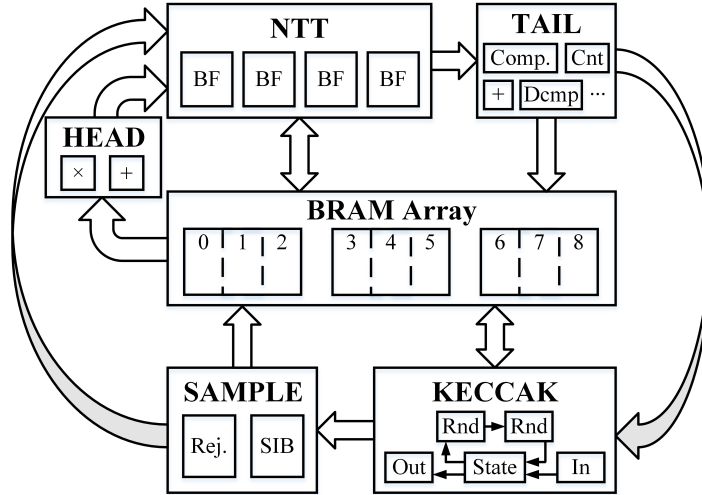 NTT
BF BF BF BF
TAIL
Comp. Cnt
+ Dcmp ...
HEAD
× +
BRAM Array
0 1 2 3 4 5 6 7 8
SAMPLE
Rej. SIB
KECCAK
Rnd Rnd
Out State In